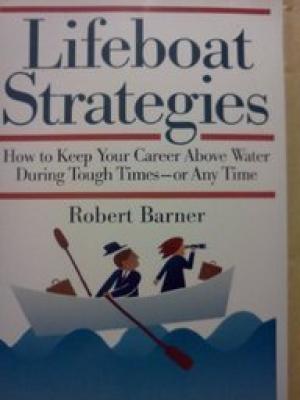 Lifeboat
Strategies
How to Keep Your Career Above Water
During Tough Times—or Any Time
Robert Barner